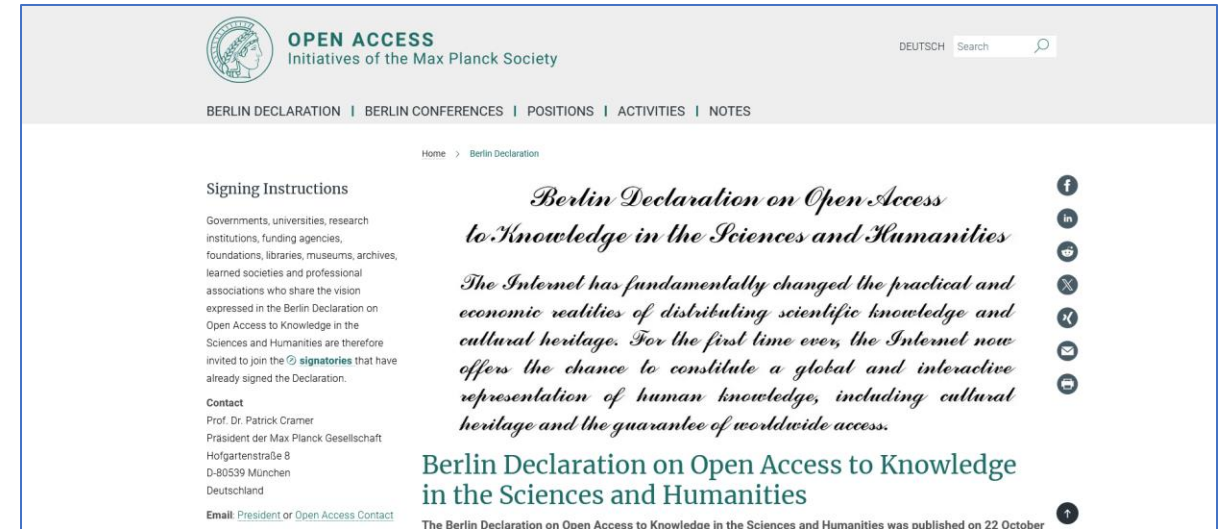 OPEN ACCESS
Initiatives of the Max Planck Society
DEUTSCH Search
BERLIN DECLARATION | BERLIN CONFERENCES | POSITIONS | ACTIVITIES | NOTES
Home > Berlin Declaration
Signing Instructions
Governments, universities, research
institutions, funding agencies,
foundations, libraries, museums, archives,
learned societies and professional
associations who share the vision
expressed in the Berlin Declaration on
Open Access to Knowledge in the
Sciences and Humanities are therefore
invited to join the signatories that have
already signed the Declaration.
Contact
Prof. Dr. Patrick Cramer
Präsident der Max Planck Gesellschaft
Hofgartenstraße 8
D-80539 München
Deutschland
Email: President or Open Access Contact
Berlin Declaration on Open Access
to Knowledge in the Sciences and Humanities
The Internet has fundamentally changed the practical and
economic realities of distributing scientific knowledge and
cultural heritage. For the first time ever, the Internet now
offers the chance to constitute a global and interactive
representation of human knowledge, including cultural
heritage and the guarantee of worldwide access.
Berlin Declaration on Open Access to Knowledge
in the Sciences and Humanities
The Berlin Declaration on Open Access to Knowledge in the Sciences and Humanities was published on 22 October